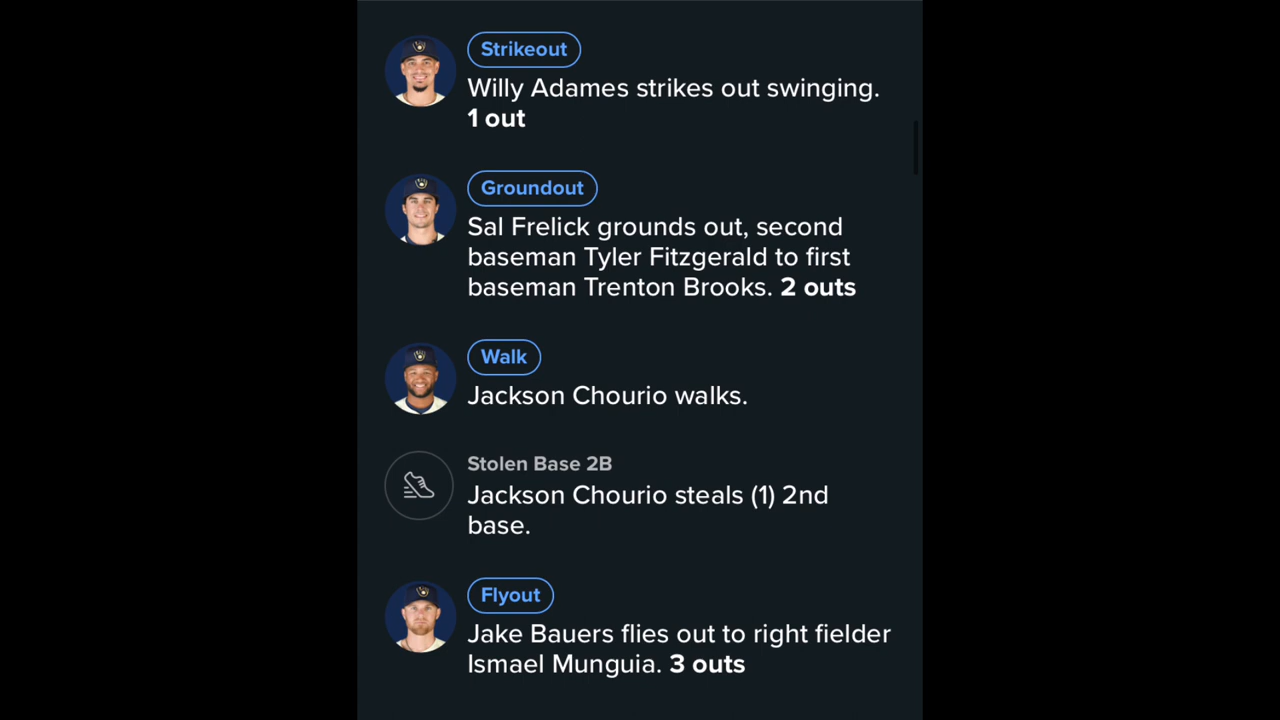 Strikeout
Willy Adames strikes out swinging.
1 out
Groundout
Sal Frelick grounds out, second
baseman Tyler Fitzgerald to first
baseman Trenton Brooks. 2 outs
Walk
Jackson Chourio walks.
Stolen Base 2B
Jackson Chourio steals (1) 2nd
base.
Flyout
Jake Bauers flies out to right fielder
Ismael Munguia. 3 outs